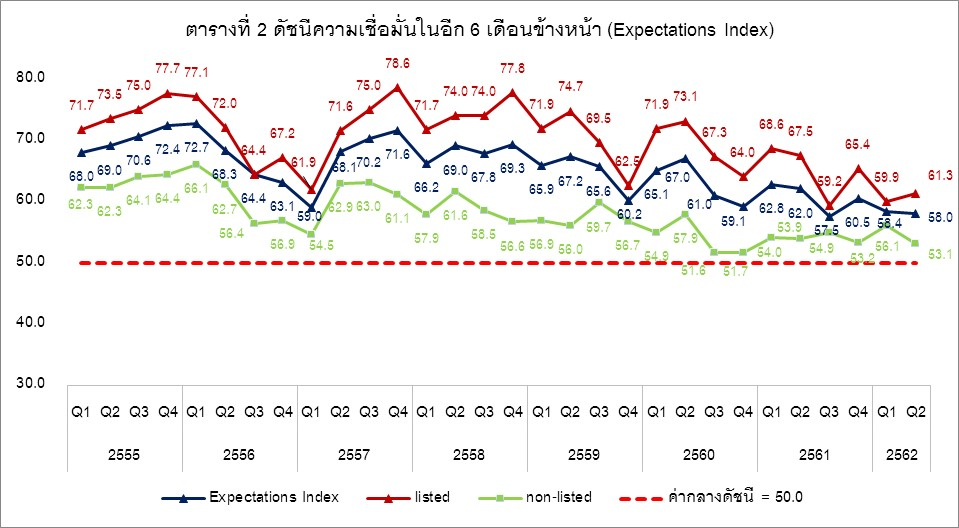 ตารางที่ 2 ดัชนีความเชื่อมั่นในอีก 6 เดือนข้างหน้า (Expectations Index)
80.0
70.0
60.0
50.0
40.0
30.0
71.7 73.5 75.0 77.7 77.1 72.0 64.4 67.2 61.9 71.6 75.0 78.6 71.7 74.0 74.0 77.8 71.9 74.7 69.5 62.5 71.9 73.1 67.3 64.0 68.6 67.5 59.2 65.4 59.9 61.3
68.0 69.0 70.6 72.4 72.7 68.3 64.4 63.1 59.0 68.1 70.2 71.6 66.2 69.0 67.8 69.3 65.9 67.2 65.6 60.2 65.1 67.0 61.0 59.1 62.8 62.0 57.5 60.5 58.4 58.0
62.3 62.3 64.1 64.4 66.1 62.7 56.4 56.9 54.5 62.9 63.0 61.1 57.9 61.6 58.5 56.6 56.9 56.0 59.7 56.7 54.9 57.9 51.6 51.7 54.0 53.9 54.9 53.2 56.1 53.1
Q1 Q2 Q3 Q4 Q1 Q2 Q3 Q4 Q1 Q2 Q3 Q4 Q1 Q2 Q3 Q4 Q1 Q2 Q3 Q4 Q1 Q2 Q3 Q4 Q1 Q2 Q3 Q4 Q1 Q2
2555 2556 2557 2558 2559 2560 2561 2562
Expectations Index listed non-listed ค่ากลางดัชนี = 50.0